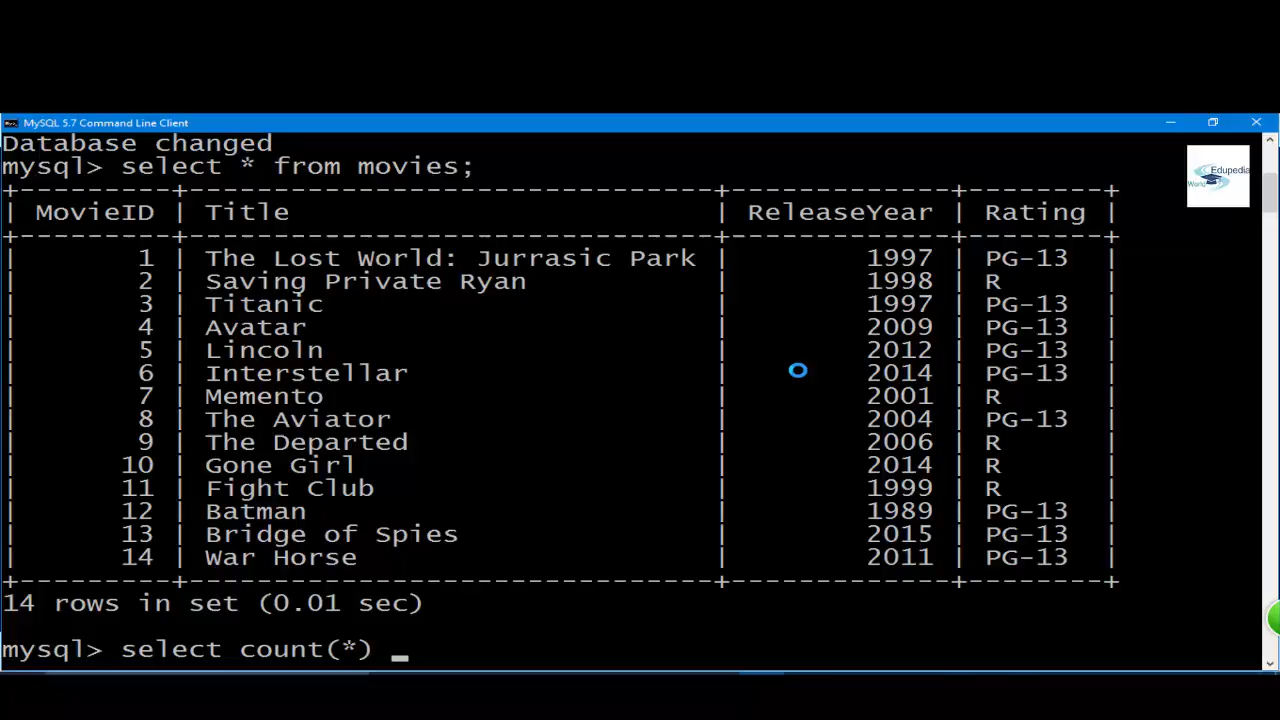 MySQL 5.7 Command Line Client
Database changed
mysql> select * from movies;
+---------+--------------------------------+-------------+--------+
| MovieID | Title | ReleaseYear | Rating |
+---------+--------------------------------+-------------+--------+
| 1 | The Lost World: Jurrasic Park | 1997 | PG-13 |
| 2 | Saving Private Ryan | 1998 | R |
| 3 | Titanic | 1997 | PG-13 |
| 4 | Avatar | 2009 | PG-13 |
| 5 | Lincoln | 2012 | PG-13 |
| 6 | Interstellar | 2014 | PG-13 |
| 7 | Memento | 2001 | R |
| 8 | The Aviator | 2004 | PG-13 |
| 9 | The Departed | 2006 | R |
| 10 | Gone Girl | 2014 | R |
| 11 | Fight Club | 1999 | R |
| 12 | Batman | 1989 | PG-13 |
| 13 | Bridge of Spies | 2015 | PG-13 |
| 14 | War Horse | 2011 | PG-13 |
+---------+--------------------------------+-------------+--------+
14 rows in set (0.01 sec)
mysql> select count(*) _
Edupedia
World